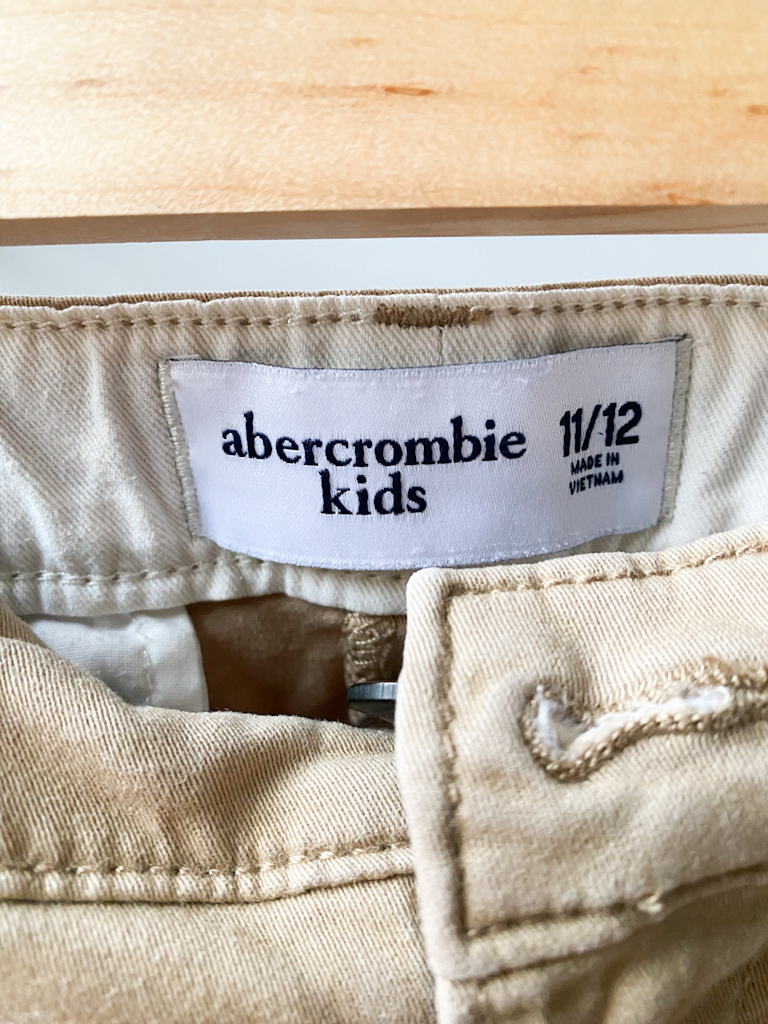 abercrombie
kids
11/12
MADE IN
VIETNAM